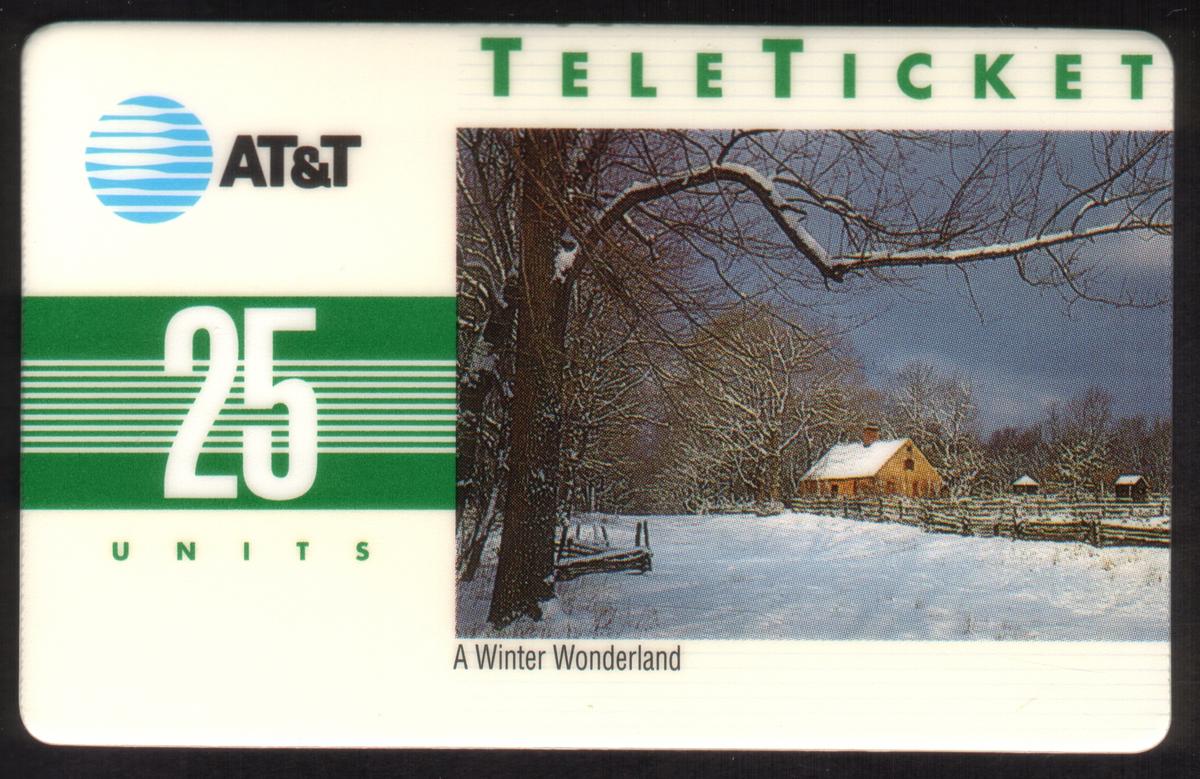 TELETICKET
AT&T
25
UNITS
A Winter Wonderland